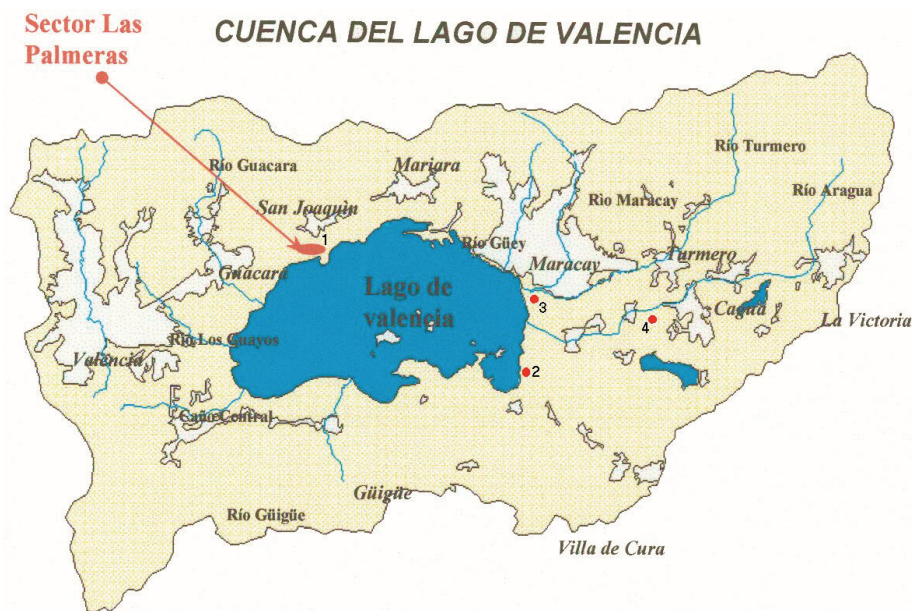 Sector Las
Palmeras
CUENCA DEL LAGO DE VALENCIA
Río Turmero
Río Guacara
Mariara
Río Aragua
Río Maracay
San Joaquìn
1
Río Güey
Turmero
Guacara
Maracay
Lago de
valencia
3
Cagua
4
La Victoria
Río Los Guayos
Valencia
2
Caño Central
Güigüe
Río Güigüe
Villa de Cura